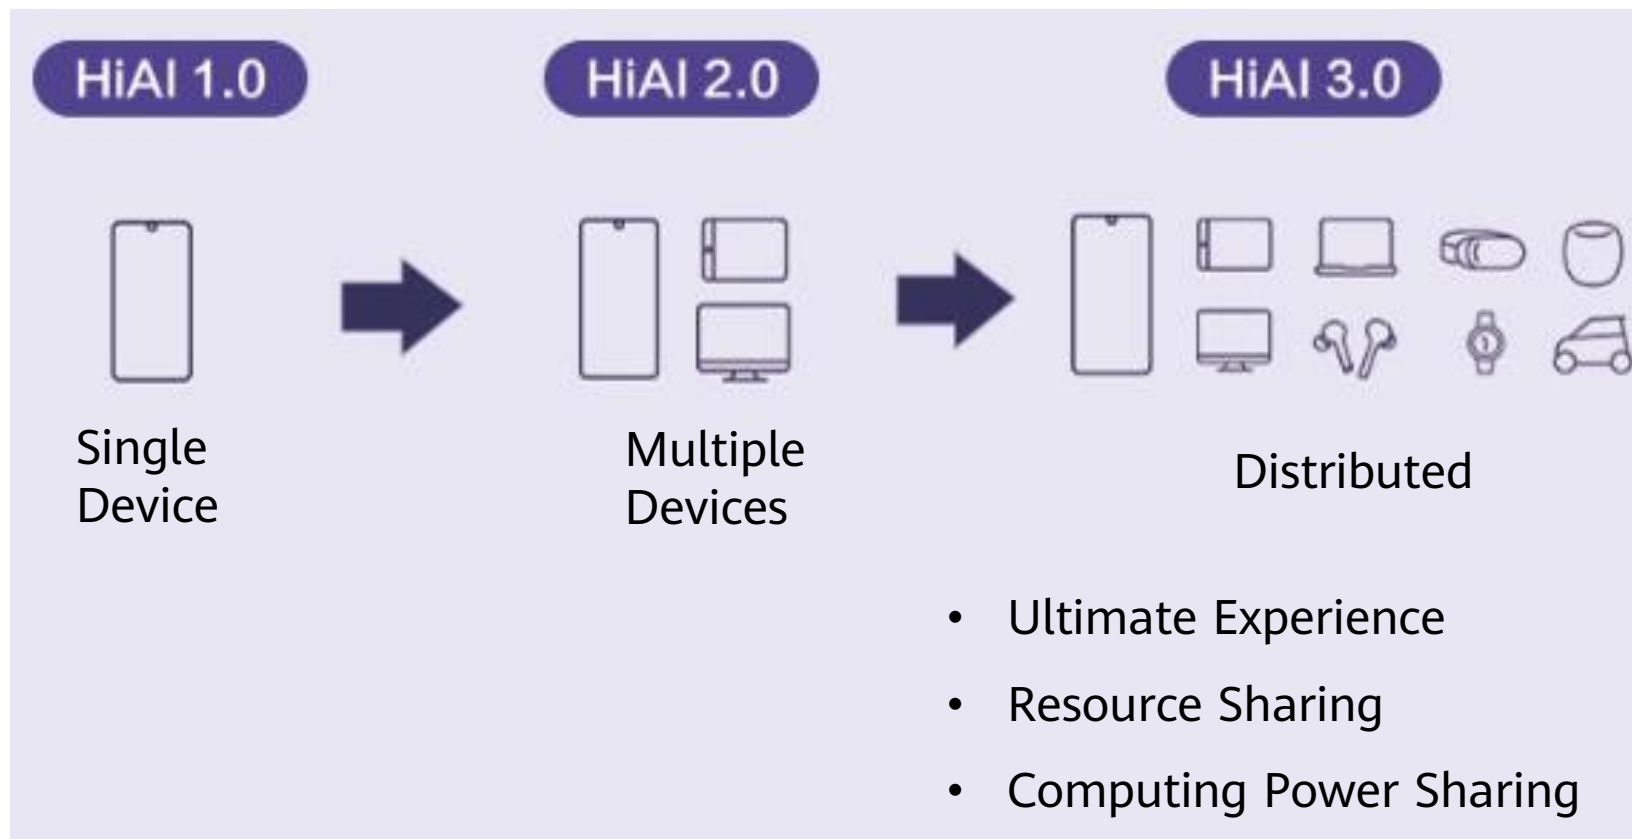 HiAI 1.0
HiAI 2.0
HiAI 3.0
Single
Device
Multiple
Devices
Distributed
• Ultimate Experience
• Resource Sharing
• Computing Power Sharing